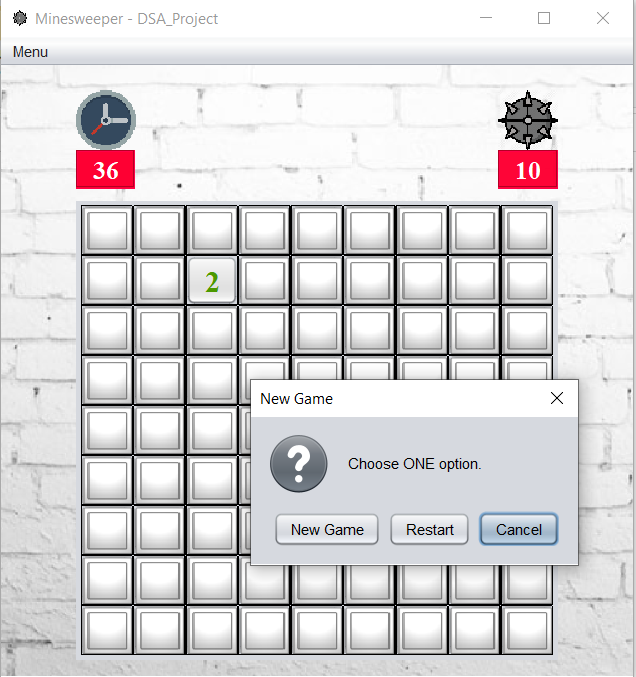 Minesweeper - DSA_Project
Menu
36 10
2
New Game
?
Choose ONE option.
New Game Restart Cancel